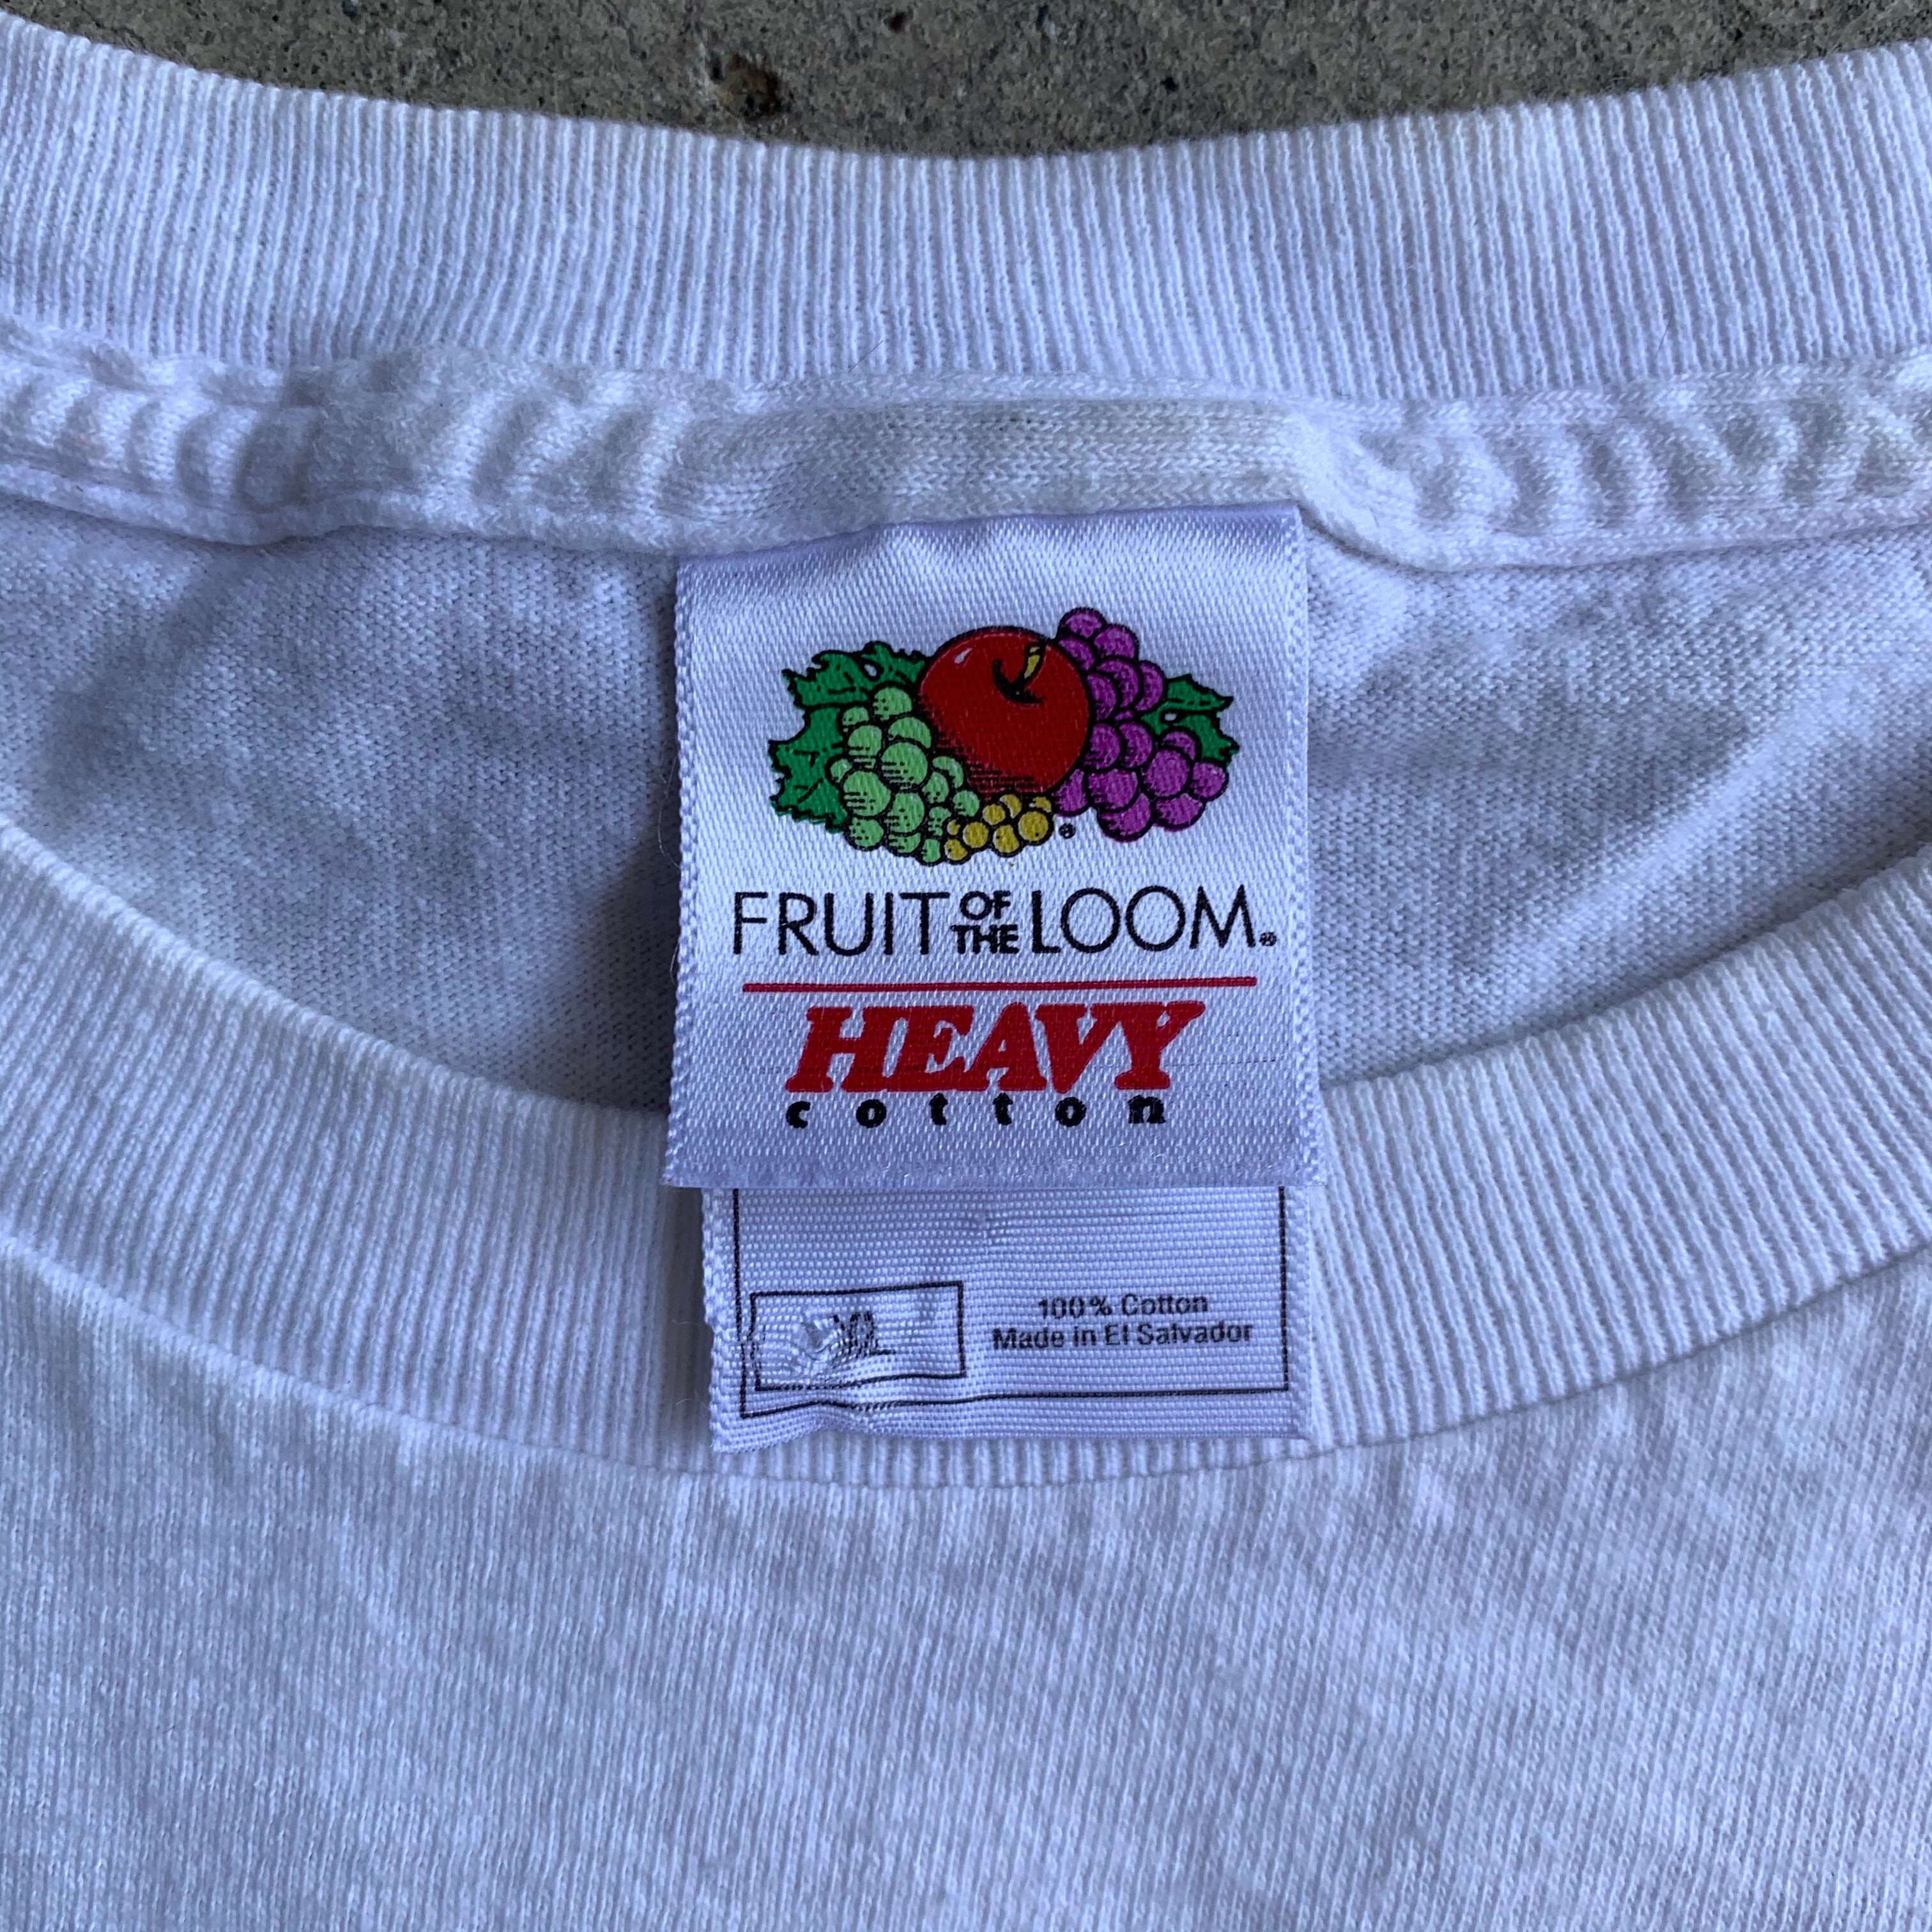 FRUIT OF THE LOOM®
HEAVY
cotton
100% Cotton
Made in El Salvador